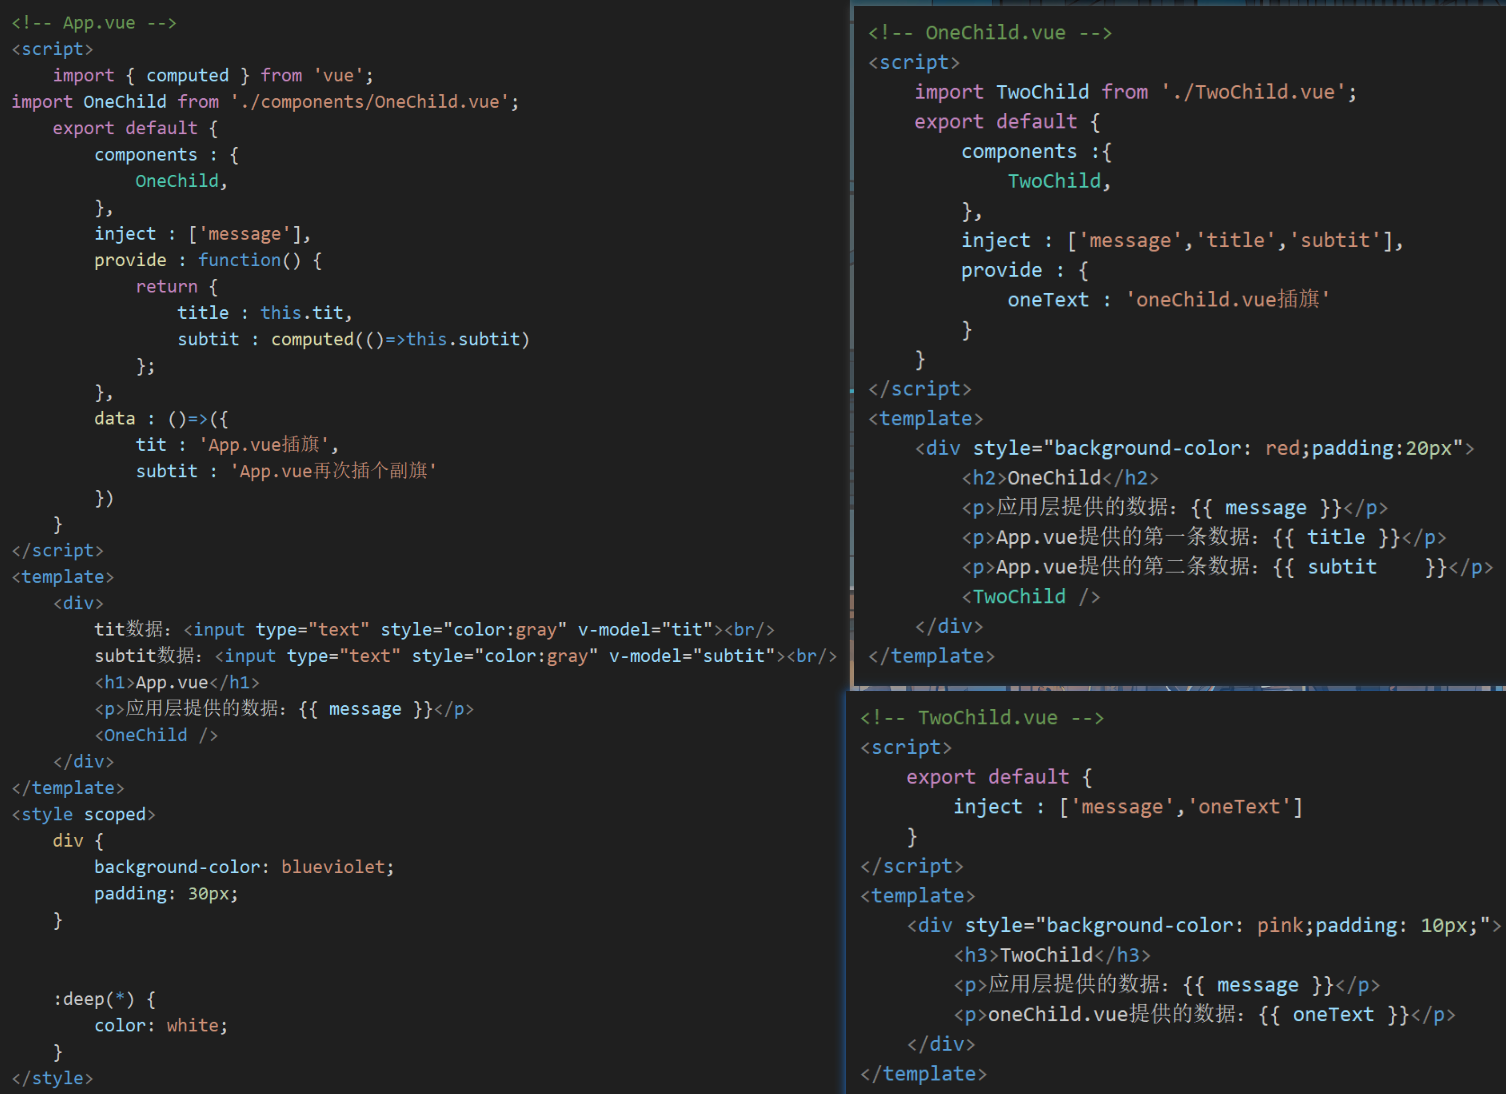 <!-- App.vue -->
<script>
    import { computed } from 'vue';
import OneChild from './components/OneChild.vue';
    export default {
        components : {
            OneChild,
        },
        inject : ['message'],
        provide : function() {
            return {
                title : this.tit,
                subtit : computed(()=>this.subtit)
            };
        },
        data : ()=>({
            tit : 'App.vue插旗',
            subtit : 'App.vue再次插个副旗'
        })
    }
</script>
<template>
    <div>
        tit数据：<input type="text" style="color:gray" v-model="tit"><br/>
        subtit数据：<input type="text" style="color:gray" v-model="subtit"><br/>
        <h1>App.vue</h1>
        <p>应用层提供的数据：{{ message }}</p>
        <OneChild />
    </div>
</template>
<style scoped>
    div {
        background-color: blueviolet;
        padding: 30px;
    }


    :deep(*) {
        color: white;
    }
</style>
<!-- OneChild.vue -->
<script>
    import TwoChild from './TwoChild.vue';
    export default {
        components :{
            TwoChild,
        },
        inject : ['message','title','subtit'],
        provide : {
            oneText : 'oneChild.vue插旗'
        }
    }
</script>
<template>
    <div style="background-color: red;padding:20px">
        <h2>OneChild</h2>
        <p>应用层提供的数据：{{ message }}</p>
        <p>App.vue提供的第一条数据：{{ title }}</p>
        <p>App.vue提供的第二条数据：{{ subtit    }}</p>
        <TwoChild />
    </div>
</template>
<!-- TwoChild.vue -->
<script>
    export default {
        inject : ['message','oneText']
    }
</script>
<template>
    <div style="background-color: pink;padding: 10px;">
        <h3>TwoChild</h3>
        <p>应用层提供的数据：{{ message }}</p>
        <p>oneChild.vue提供的数据：{{ oneText }}</p>
    </div>
</template>